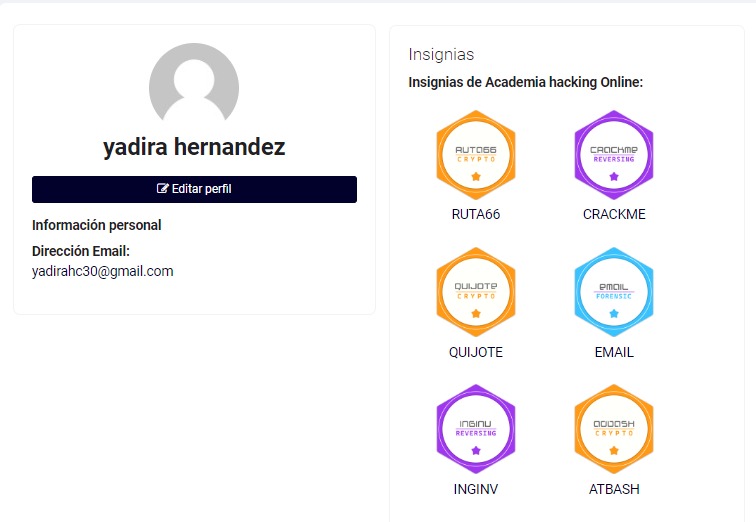 yadira hernandez
Editar perfil
Información personal
Dirección Email:
yadirahc30@gmail.com
Insignias
Insignias de Academia hacking Online:
RUTA66
CRYPTO
RUTA66
CRACKME
REVERSING
CRACKME
QUIJOTE
CRYPTO
QUIJOTE
EMAIL
FORENSIC
EMAIL
INGINV
REVERSING
INGINV
CRYPTO
ATBASH